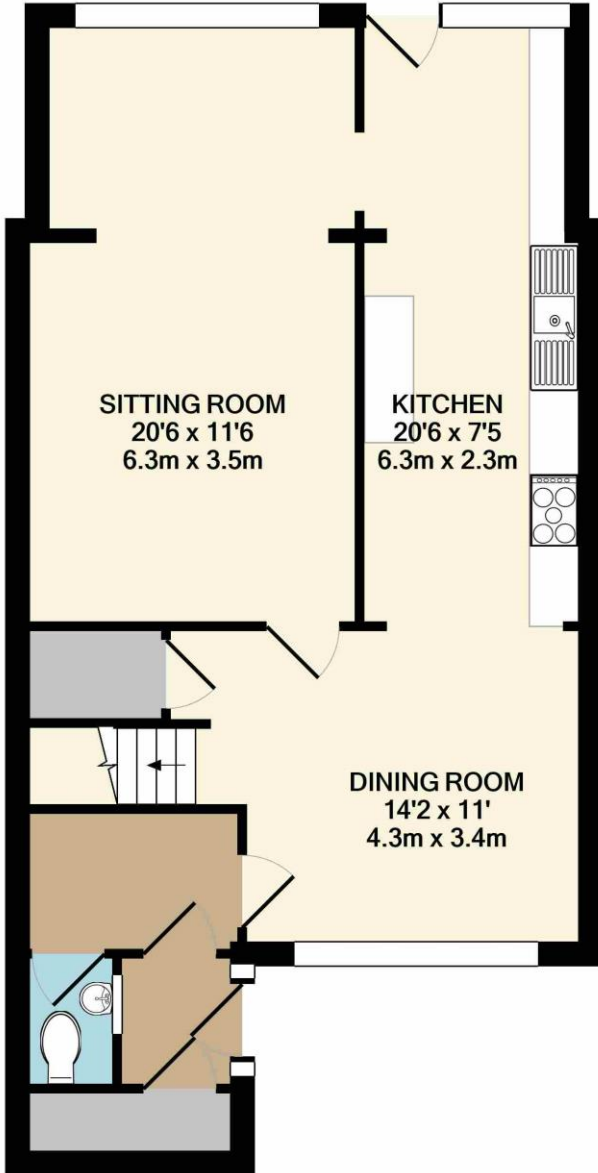 SITTING ROOM
20'6 x 11'6
6.3m x 3.5m
KITCHEN
20'6 x 7'5
6.3m x 2.3m
DINING ROOM
14'2 x 11'
4.3m x 3.4m